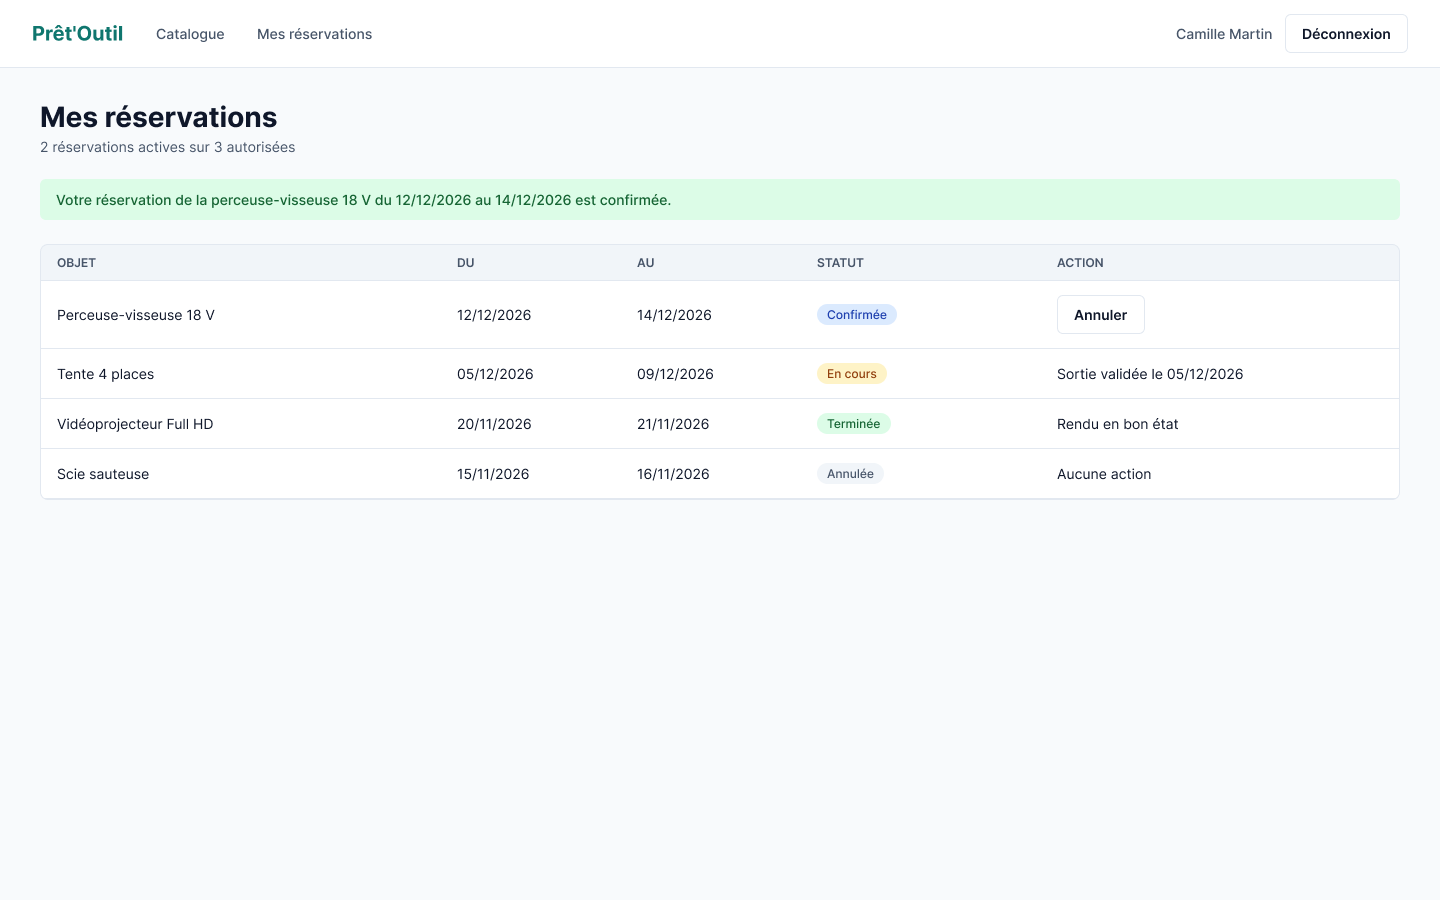 Prêt'Outil Catalogue Mes réservations Camille Martin Déconnexion
Mes réservations
2 réservations actives sur 3 autorisées
Votre réservation de la perceuse-visseuse 18 V du 12/12/2026 au 14/12/2026 est confirmée.
OBJET DU AU STATUT ACTION
Perceuse-visseuse 18 V 12/12/2026 14/12/2026 Confirmée Annuler
Tente 4 places 05/12/2026 09/12/2026 En cours Sortie validée le 05/12/2026
Vidéoprojecteur Full HD 20/11/2026 21/11/2026 Terminée Rendu en bon état
Scie sauteuse 15/11/2026 16/11/2026 Annulée Aucune action